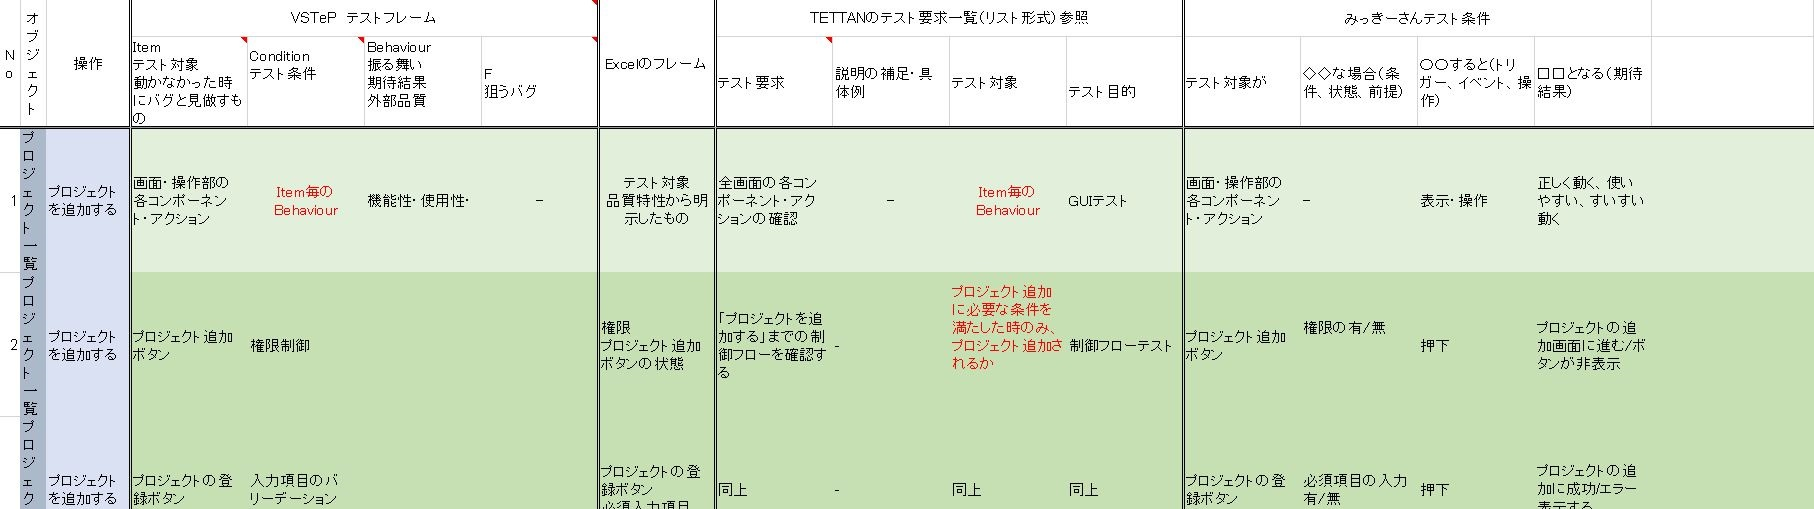 VSTeP テストフレーム
TETTANのテスト要求一覧(リスト形式)参照
みっきーさんテスト条件
No
オブジェクト
操作
Item
テスト対象
動かなかった時
にバグと見做すも
の
Condition
テスト条件
Behaviour
振る舞い
期待結果
外部品質
F
狙うバグ
Excelのフレーム
テスト要求
説明の補足・具
体例
テスト対象
テスト目的
テスト対象が
◇◇な場合(条
件、状態、前提)
○○すると(トリ
ガー、イベント、操
作)
□□となる(期待
結果)
1
プロジェクト一覧
プロジェクト
を追加する
画面・操作部の
各コンポーネン
ト・アクション
Item毎の
Behaviour
機能性・使用性・
-
テスト対象
品質特性から明
示したもの
全画面の各コン
ポーネント・アク
ションの確認
-
Item毎の
Behaviour
GUIテスト
画面・操作部の
各コンポーネン
ト・アクション
-
表示・操作
正しく動く、使い
やすい、すいすい
動く
2
プロジェクト一覧
プロジェクト
を追加する
プロジェクト追加
ボタン
権限制御
権限
プロジェクト追加
ボタンの状態
「プロジェクトを追
加する」までの制
御フローを確認す
る
-
プロジェクト追加
に必要な条件を
満たした時のみ、
プロジェクト追加さ
れるか
制御フローテスト
プロジェクト追加
ボタン
権限の有/無
押下
プロジェクトの追
加画面に進む/ボ
タンが非表示
プロジェク
プロジェクト
を追加する
プロジェクトの登
録ボタン
入力項目のバ
リーデーション
プロジェクトの登
録ボタン
必須入力項目
同上
-
同上
同上
プロジェクトの登
録ボタン
必須項目の入力
有/無
押下
プロジェクトの追
加に成功/エラー
表示する